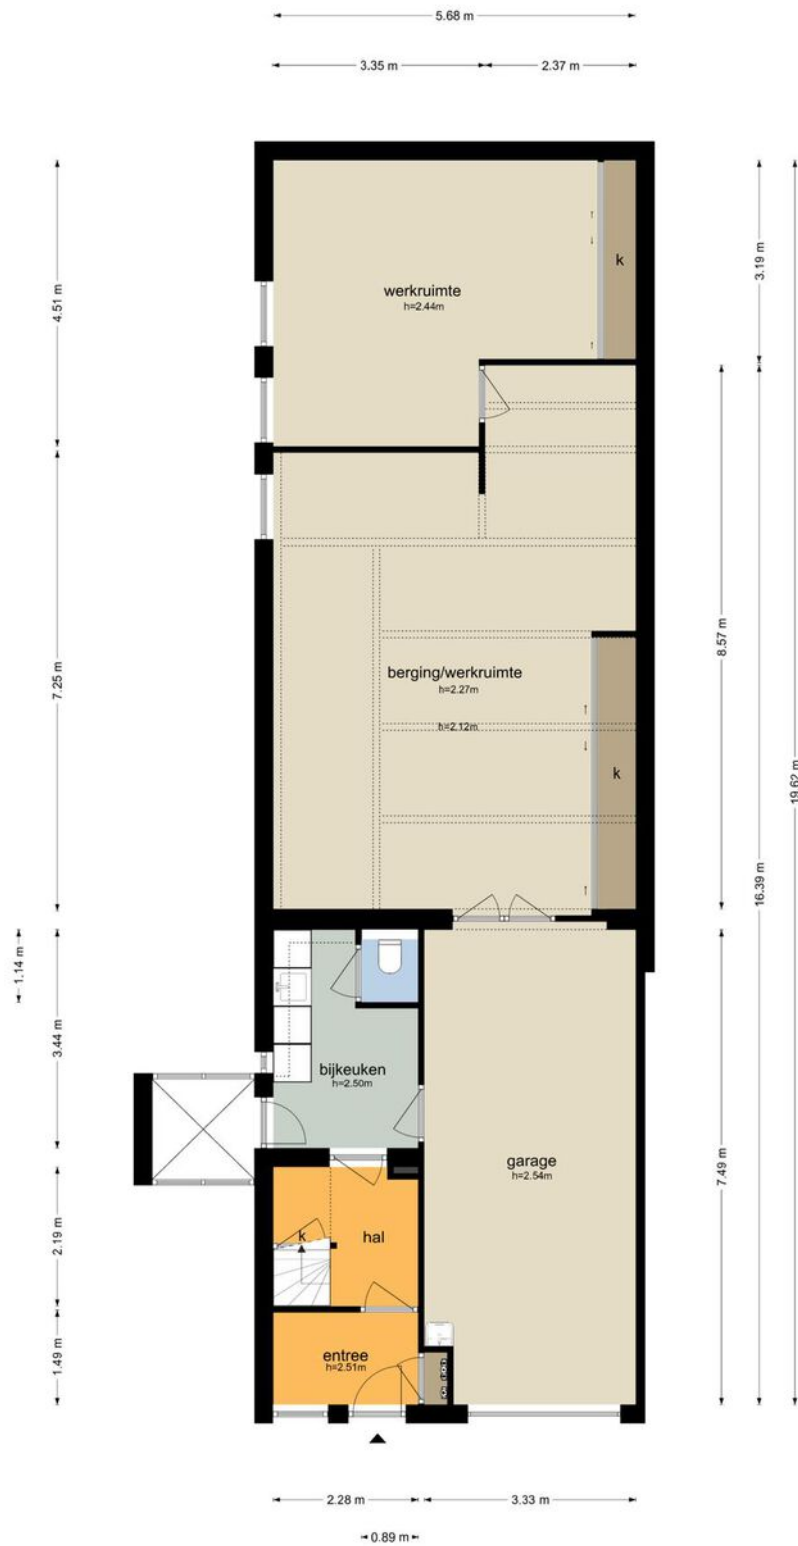 5.68 m
3.35 m
2.37 m
4.51 m
3.19 m
k
werkruimte
h=2.44m
7.25 m
8.57 m
19.62 m
berging/werkruimte
h=2.27m
h=2.12m
k
16.39 m
1.14 m
3.44 m
bijkeuken
h=2.50m
garage
h=2.54m
7.49 m
2.19 m
k
hal
1.49 m
entree
h=2.51m
2.28 m
3.33 m
0.89 m